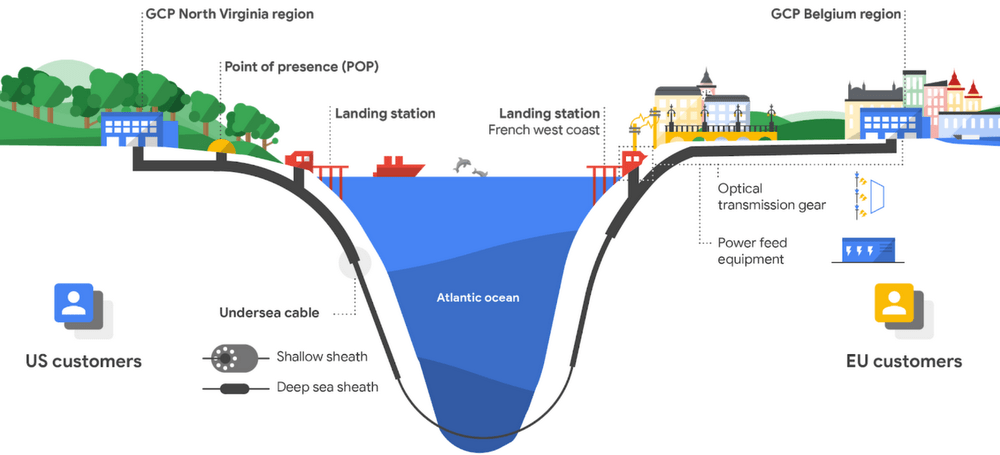 GCP North Virginia region
GCP Belgium region
Point of presence (POP)
Landing station
Landing station
French west coast
Optical
transmission gear
Power feed
equipment
Atlantic ocean
Undersea cable
Shallow sheath
Deep sea sheath
US customers
EU customers